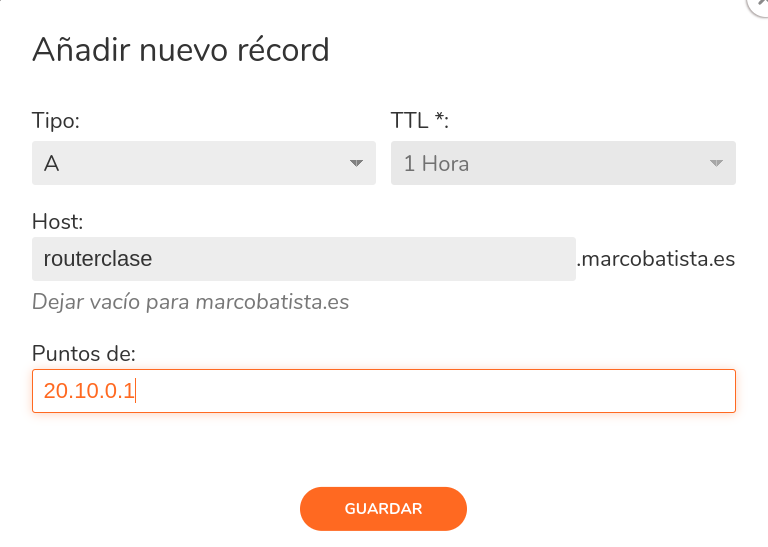 Añadir nuevo récord
Tipo:
TTL *:
A
1 Hora
Host:
routerclase
.marcobatista.es
Dejar vacío para marcobatista.es
Puntos de:
20.10.0.1
GUARDAR